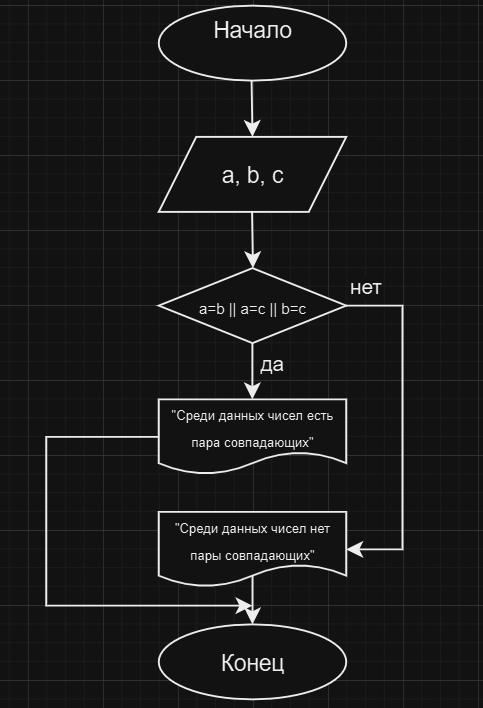 Начало
a, b, c
a=b || a=c || b=c
нет
да
"Среди данных чисел есть
пара совпадающих"
"Среди данных чисел нет
пары совпадающих"
Конец